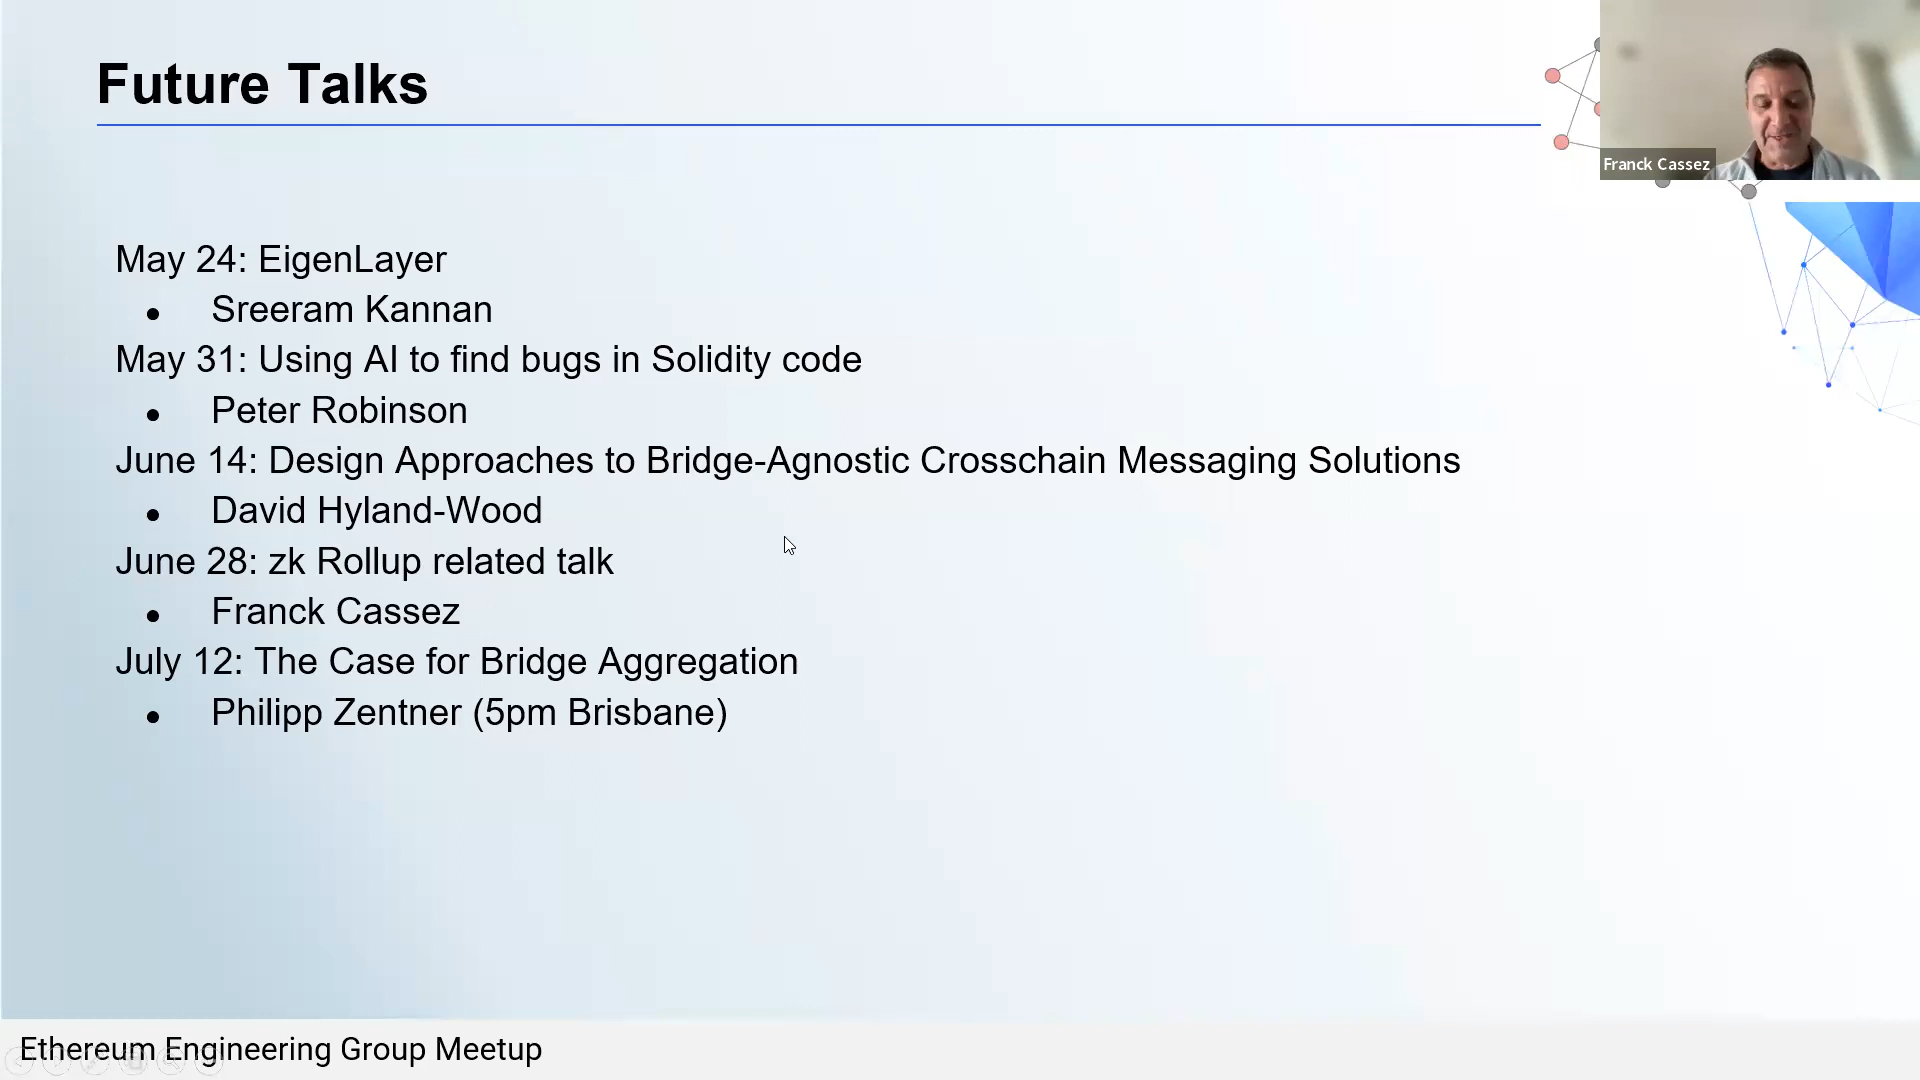 Future Talks
Franck Cassez
May 24: EigenLayer
● Sreeram Kannan
May 31: Using AI to find bugs in Solidity code
● Peter Robinson
June 14: Design Approaches to Bridge-Agnostic Crosschain Messaging Solutions
● David Hyland-Wood
June 28: zk Rollup related talk
● Franck Cassez
July 12: The Case for Bridge Aggregation
● Philipp Zentner (5pm Brisbane)
Ethereum Engineering Group Meetup